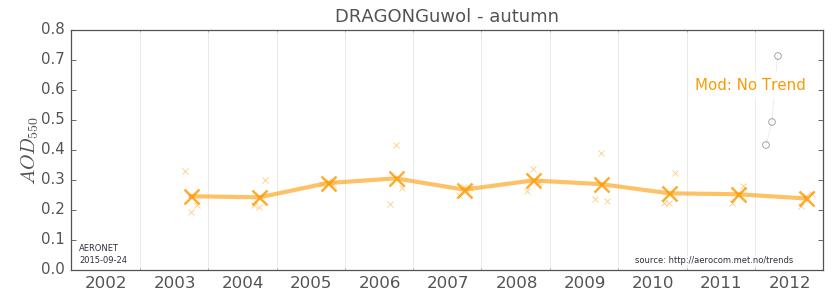 DRAGONGuwol - autumn
0.8
0.7
0.6
0.5
0.4
0.3
0.2
0.1
0.0
AOD550
Mod: No Trend
AERONET
2015-09-24
source: http://aerocom.met.no/trends
2002 2003 2004 2005 2006 2007 2008 2009 2010 2011 2012